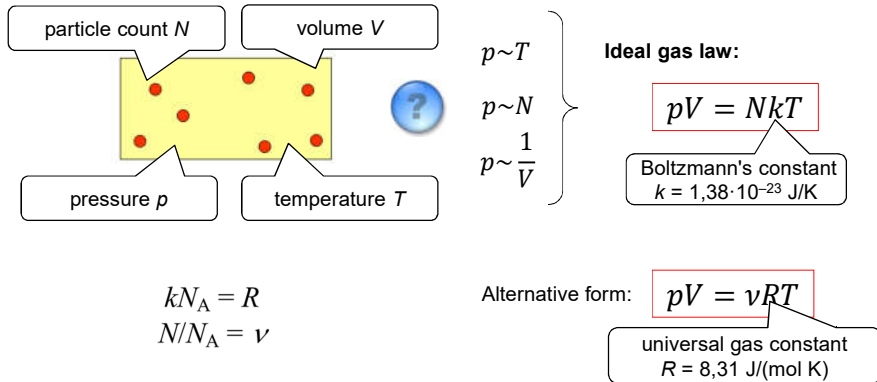 particle count N
volume V
?
pressure p
temperature T
p~T
p~N
p~1/V
Ideal gas law:
pV = NkT
Boltzmann's constant
k = 1,38·10⁻²³ J/K
kN_A = R
N/N_A = ν
Alternative form:
pV = νRT
universal gas constant
R = 8,31 J/(mol K)